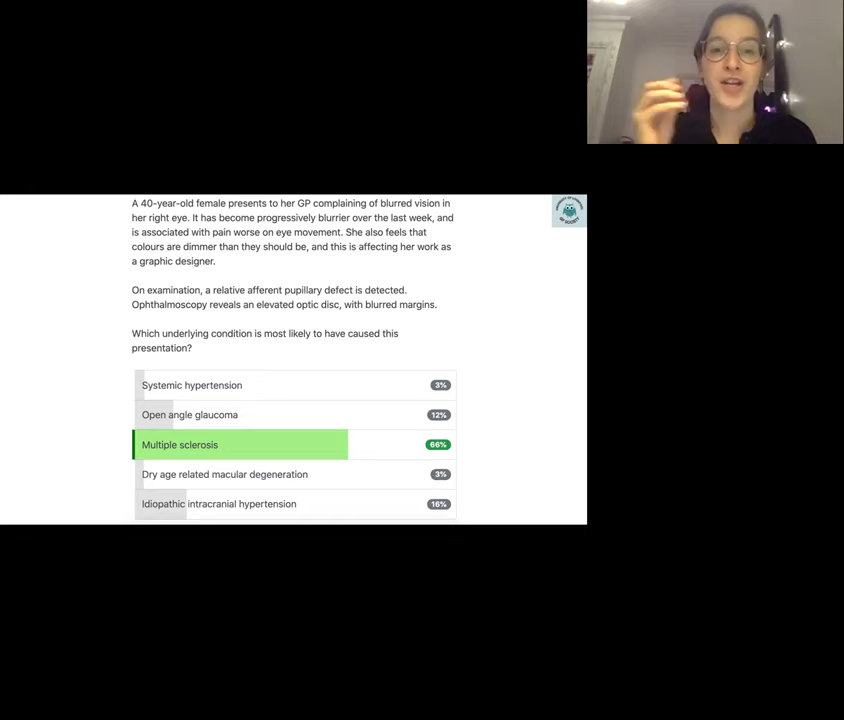 A 40-year-old female presents to her GP complaining of blurred vision in
her right eye. It has become progressively blurrier over the last week, and
is associated with pain worse on eye movement. She also feels that
colours are dimmer than they should be, and this is affecting her work as
a graphic designer.
On examination, a relative afferent pupillary defect is detected.
Ophthalmoscopy reveals an elevated optic disc, with blurred margins.
Which underlying condition is most likely to have caused this
presentation?
Systemic hypertension 3%
Open angle glaucoma 12%
Multiple sclerosis 66%
Dry age related macular degeneration 3%
Idiopathic intracranial hypertension 16%
GP SOCIETY